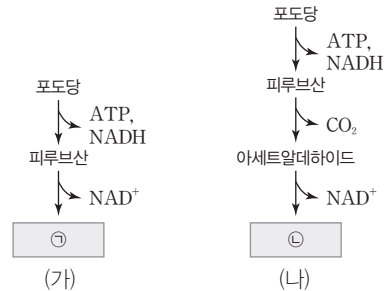 포도당
ATP,
NADH
피루브산
NAD⁺
㉠
(가)
포도당
ATP,
NADH
피루브산
CO₂
아세트알데하이드
NAD⁺
㉡
(나)